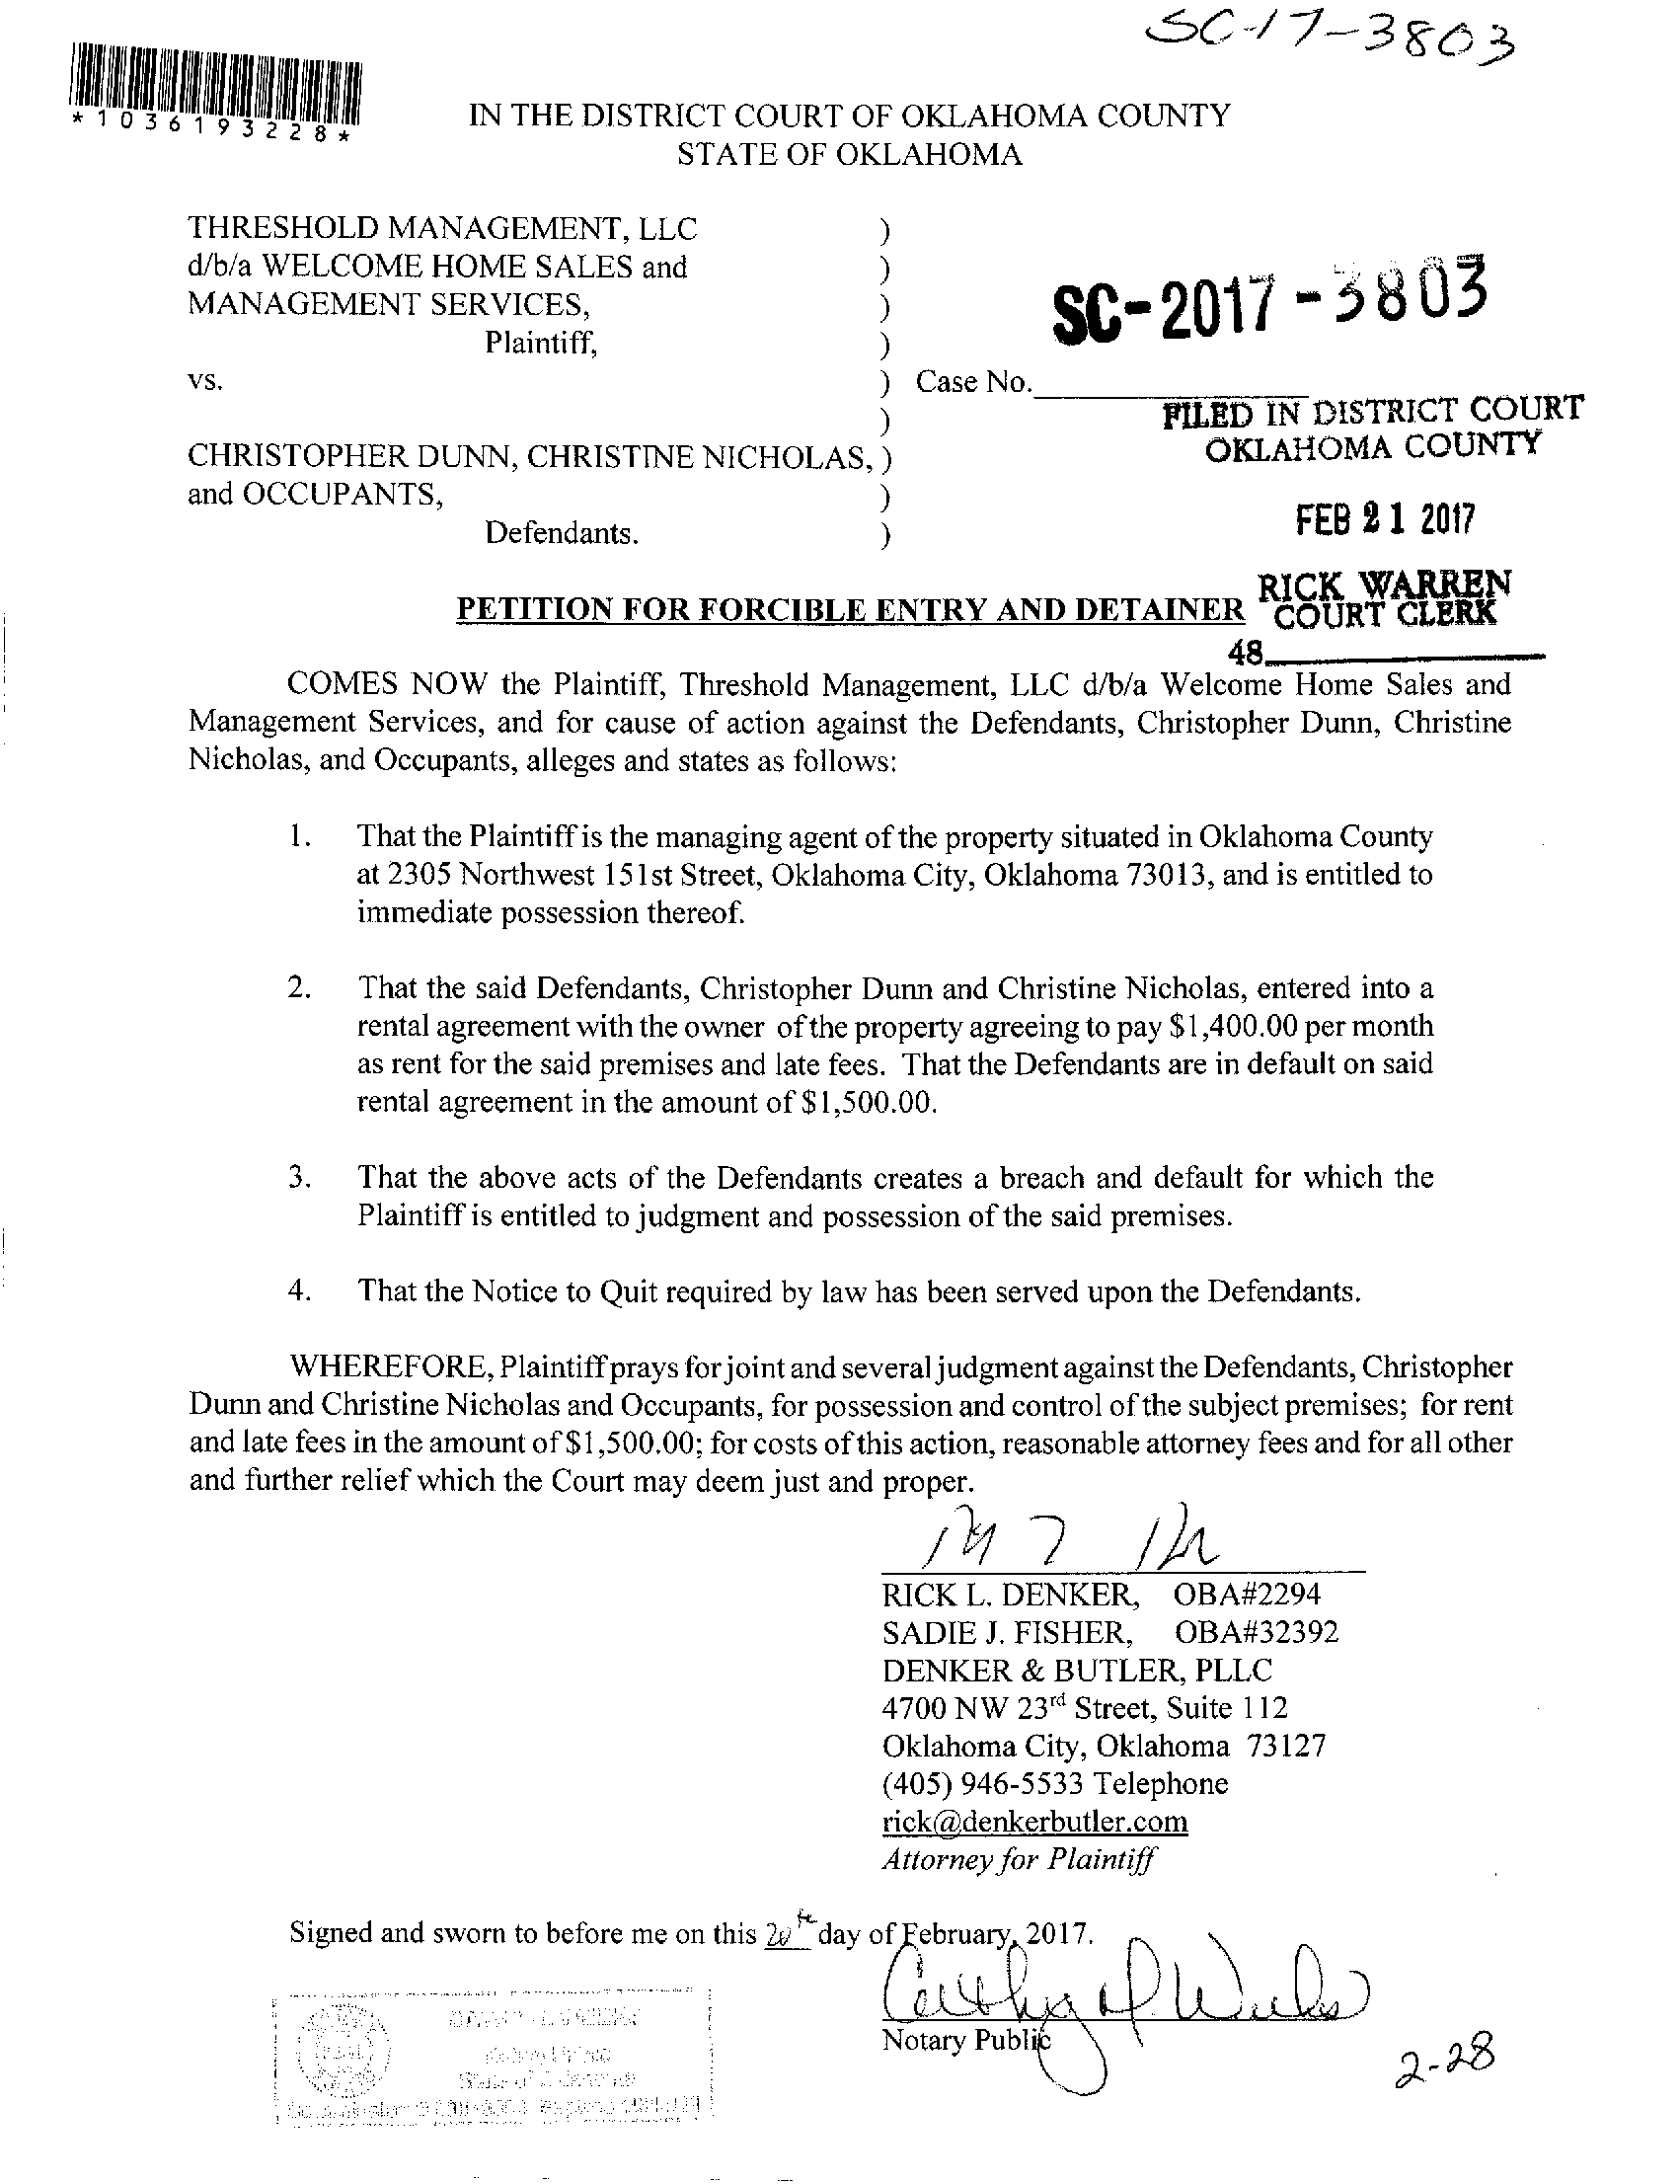 SC-17-3803
*1036193228*
IN THE DISTRICT COURT OF OKLAHOMA COUNTY
STATE OF OKLAHOMA
THRESHOLD MANAGEMENT, LLC )
d/b/a WELCOME HOME SALES and )
MANAGEMENT SERVICES, )
Plaintiff, )
SC-2017-3803
vs. ) Case No.
)
FILED IN DISTRICT COURT
OKLAHOMA COUNTY
CHRISTOPHER DUNN, CHRISTINE NICHOLAS, )
and OCCUPANTS, )
Defendants. )
FEB 21 2017
RICK WARREN
COURT CLERK
48
PETITION FOR FORCIBLE ENTRY AND DETAINER
COMES NOW the Plaintiff, Threshold Management, LLC d/b/a Welcome Home Sales and
Management Services, and for cause of action against the Defendants, Christopher Dunn, Christine
Nicholas, and Occupants, alleges and states as follows:
1. That the Plaintiff is the managing agent of the property situated in Oklahoma County
at 2305 Northwest 151st Street, Oklahoma City, Oklahoma 73013, and is entitled to
immediate possession thereof.
2. That the said Defendants, Christopher Dunn and Christine Nicholas, entered into a
rental agreement with the owner of the property agreeing to pay $1,400.00 per month
as rent for the said premises and late fees. That the Defendants are in default on said
rental agreement in the amount of $1,500.00.
3. That the above acts of the Defendants creates a breach and default for which the
Plaintiff is entitled to judgment and possession of the said premises.
4. That the Notice to Quit required by law has been served upon the Defendants.
WHEREFORE, Plaintiff prays for joint and several judgment against the Defendants, Christopher
Dunn and Christine Nicholas and Occupants, for possession and control of the subject premises; for rent
and late fees in the amount of $1,500.00; for costs of this action, reasonable attorney fees and for all other
and further relief which the Court may deem just and proper.
RICK L. DENKER, OBA#2294
SADIE J. FISHER, OBA#32392
DENKER & BUTLER, PLLC
4700 NW 23rd Street, Suite 112
Oklahoma City, Oklahoma 73127
(405) 946-5533 Telephone
rick@denkerbutler.com
Attorney for Plaintiff
Signed and sworn to before me on this 20th day of February, 2017.
Notary Public
2-28